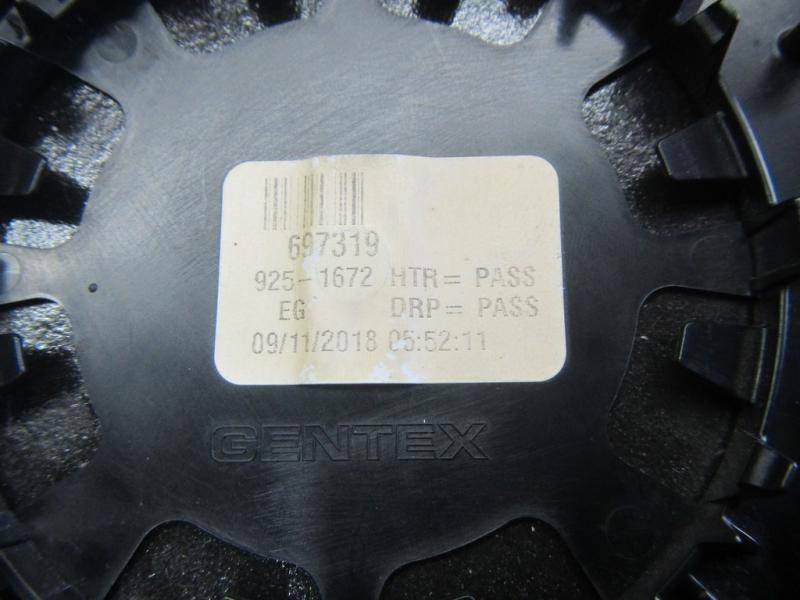 697319
925-1672 HTR= PASS
EG DRP= PASS
09/11/2018 05:52:11
GENTEX